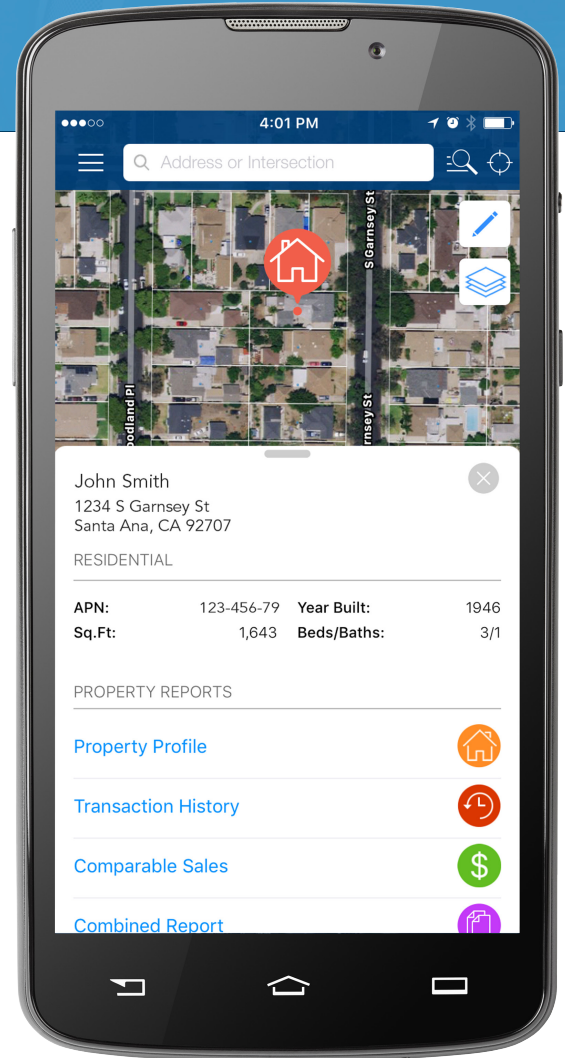 4:01 PM
Address or Intersection
S Garnsey St
oodland Pl
rnsey St
John Smith
1234 S Garnsey St
Santa Ana, CA 92707
RESIDENTIAL
APN: 123-456-79 Year Built: 1946
Sq.Ft: 1,643 Beds/Baths: 3/1
PROPERTY REPORTS
Property Profile
Transaction History
Comparable Sales
$
Combined Report